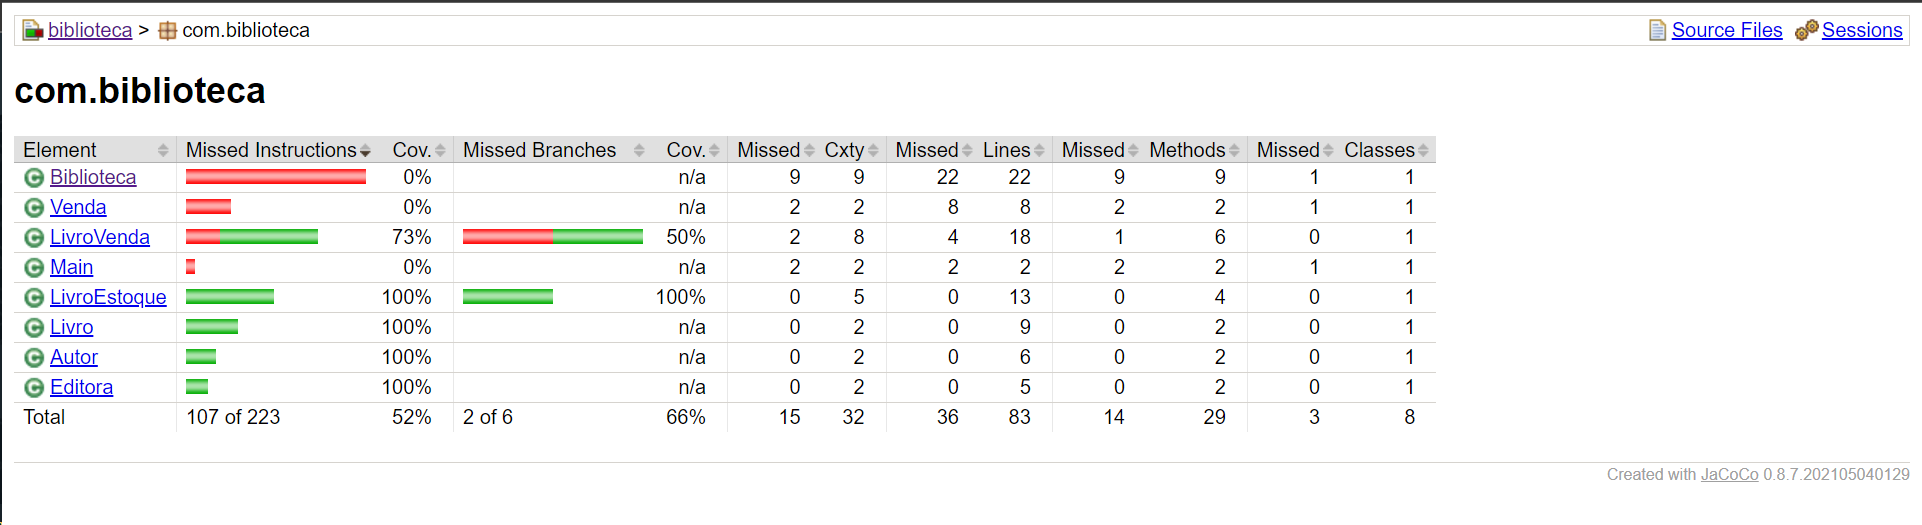 biblioteca > com.biblioteca Source Files Sessions
com.biblioteca
Element Missed Instructions Cov. Missed Branches Cov. Missed Cxty Missed Lines Missed Methods Missed Classes
Biblioteca 0% n/a 9 9 22 22 9 9 1 1
Venda 0% n/a 2 2 8 8 2 2 1 1
LivroVenda 73% 50% 2 8 4 18 1 6 0 1
Main 0% n/a 2 2 2 2 2 2 1 1
LivroEstoque 100% 100% 0 5 0 13 0 4 0 1
Livro 100% n/a 0 2 0 9 0 2 0 1
Autor 100% n/a 0 2 0 6 0 2 0 1
Editora 100% n/a 0 2 0 5 0 2 0 1
Total 107 of 223 52% 2 of 6 66% 15 32 36 83 14 29 3 8
Created with JaCoCo 0.8.7.202105040129